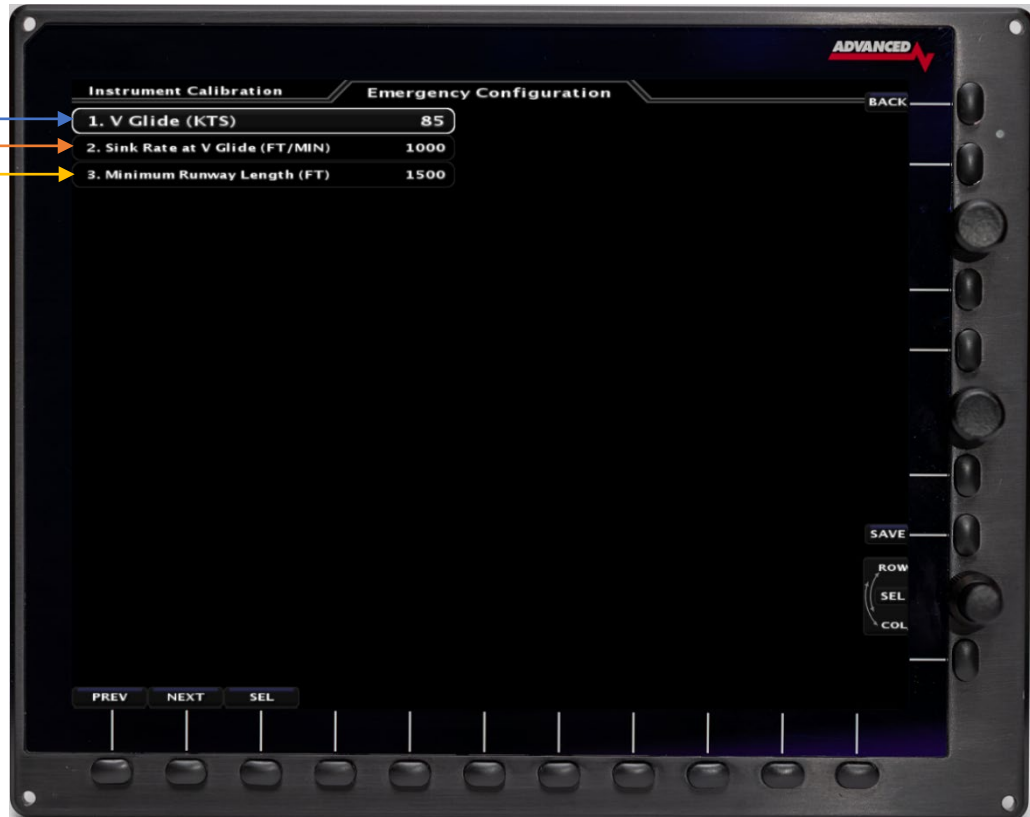 ADVANCED
Instrument Calibration
Emergency Configuration
BACK
1. V Glide (KTS) 85
2. Sink Rate at V Glide (FT/MIN) 1000
3. Minimum Runway Length (FT) 1500
SAVE
ROW
SEL
COL
PREV NEXT SEL